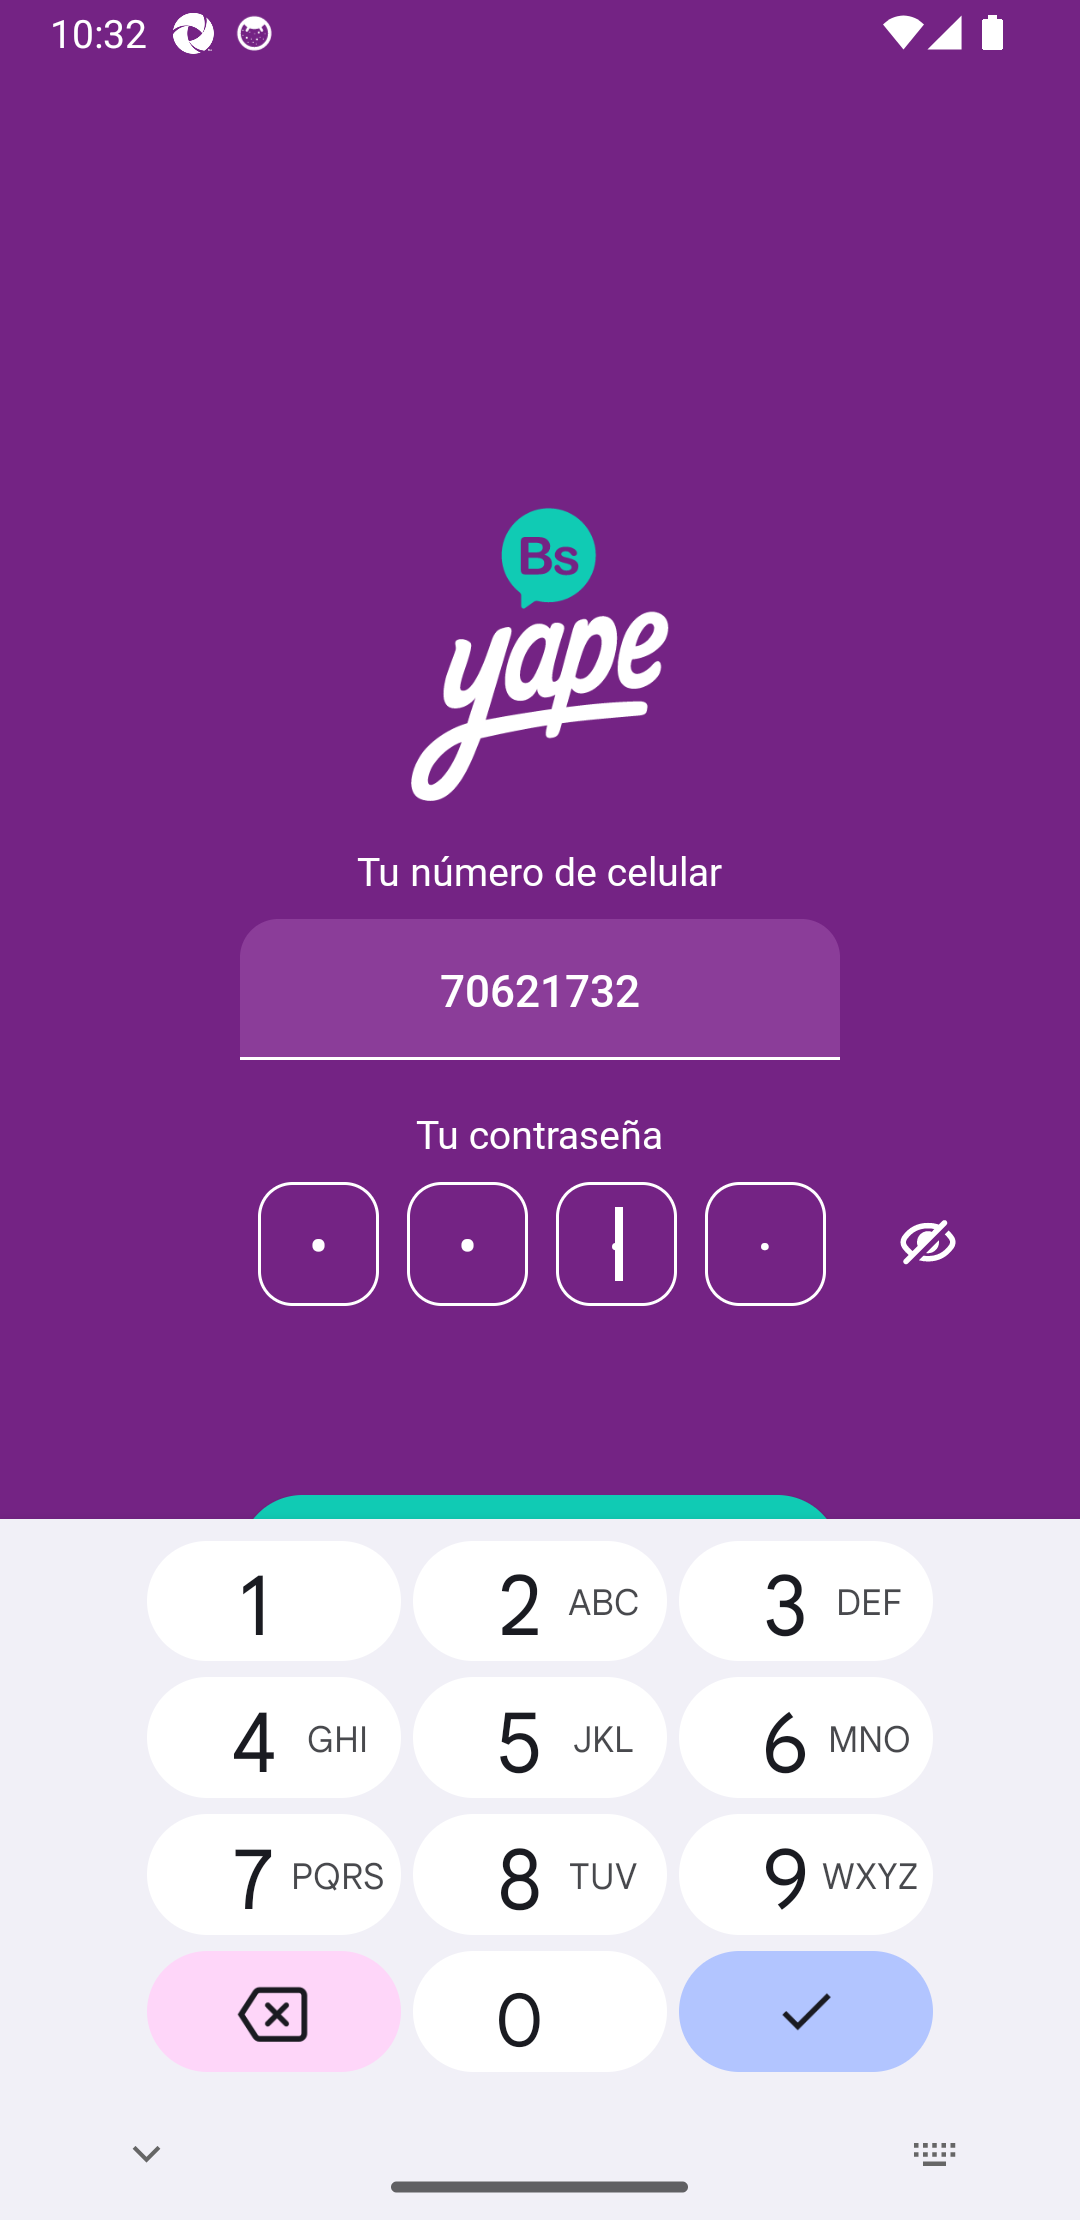 10:32
Bs
yape
Tu número de celular
70621732
Tu contraseña
1
2 ABC
3 DEF
4 GHI
5 JKL
6 MNO
7 PQRS
8 TUV
9 WXYZ
0